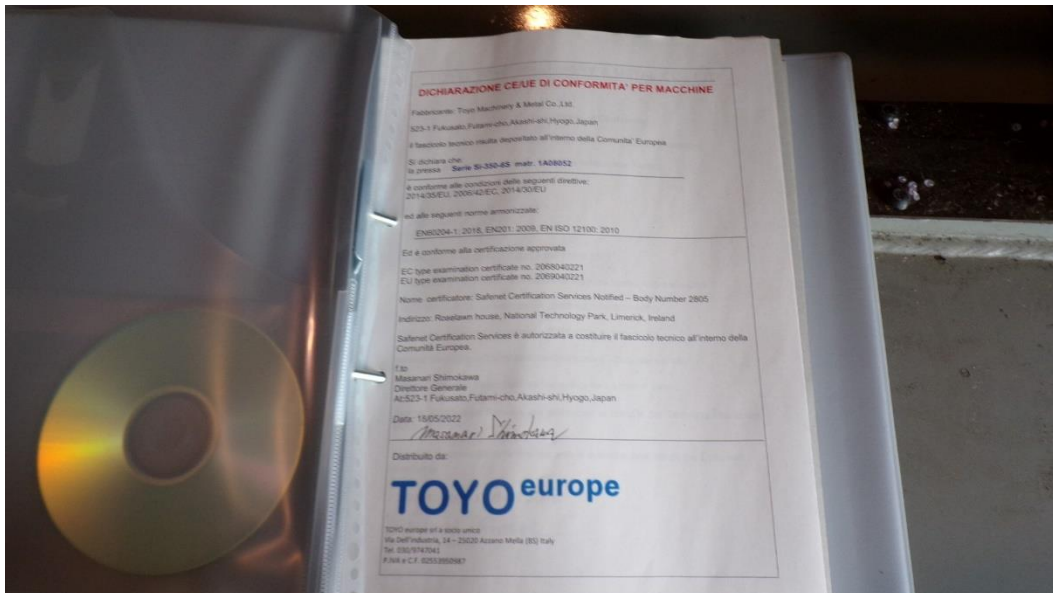 DICHIARAZIONE CE/UE DI CONFORMITA' PER MACCHINE
Fabbricante: Toyo Machinery & Metal Co.,Ltd.
523-1 Fukusato,Futami-cho,Akashi-shi,Hyogo,Japan
il fascicolo tecnico risulta depositato all'interno della Comunita' Europea
Si dichiara che:
la pressa Serie Si-350-6S matr. 1A08052
è conforme alle condizioni delle seguenti direttive:
2014/35/EU, 2006/42/EC, 2014/30/EU
ed alle seguenti norme armonizzate:
EN60204-1: 2018, EN201: 2009, EN ISO 12100: 2010
Ed è conforme alla certificazione approvata
EC type examination certificate no. 2068040221
EU type examination certificate no. 2069040221
Nome certificatore: Safenet Certification Services Notified – Body Number 2805
Indirizzo: Roselawn house, National Technology Park, Limerick, Ireland
Safenet Certification Services è autorizzata a costituire il fascicolo tecnico all'interno della
Comunità Europea.
f.to
Masanari Shimokawa
Direttore Generale
At:523-1 Fukusato,Futami-cho,Akashi-shi,Hyogo,Japan
Data: 18/05/2022
Masanari Shimokawa
Distribuito da:
TOYO europe
TOYO europe srl a socio unico
Via Dell'industria, 14 – 25020 Azzano Mella (BS) Italy
Tel. 030/9747041
P.IVA e C.F. 02553950987